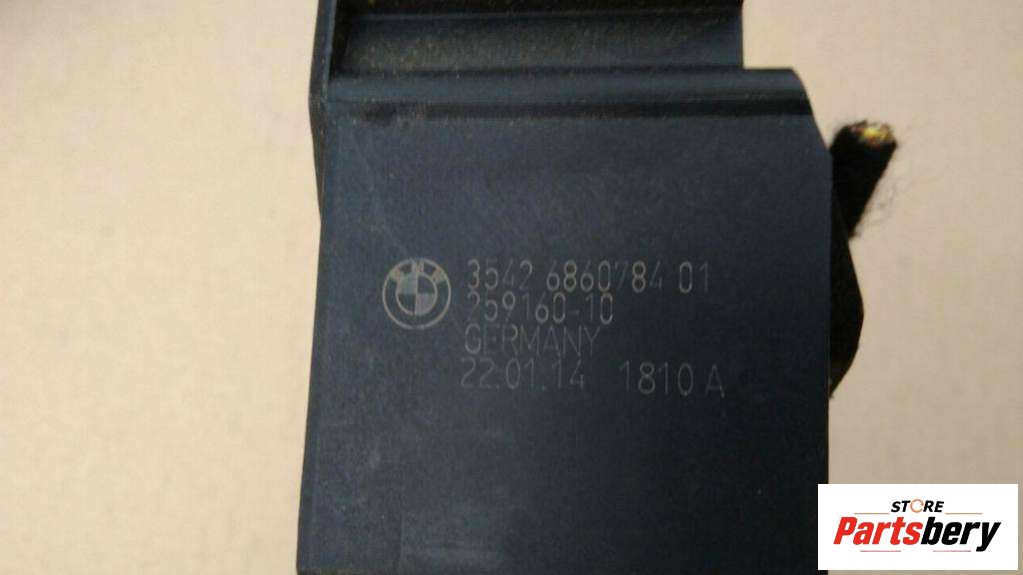 3542 6860784 01
259160-10
GERMANY
22.01.14 1810 A
STORE
Partsbery